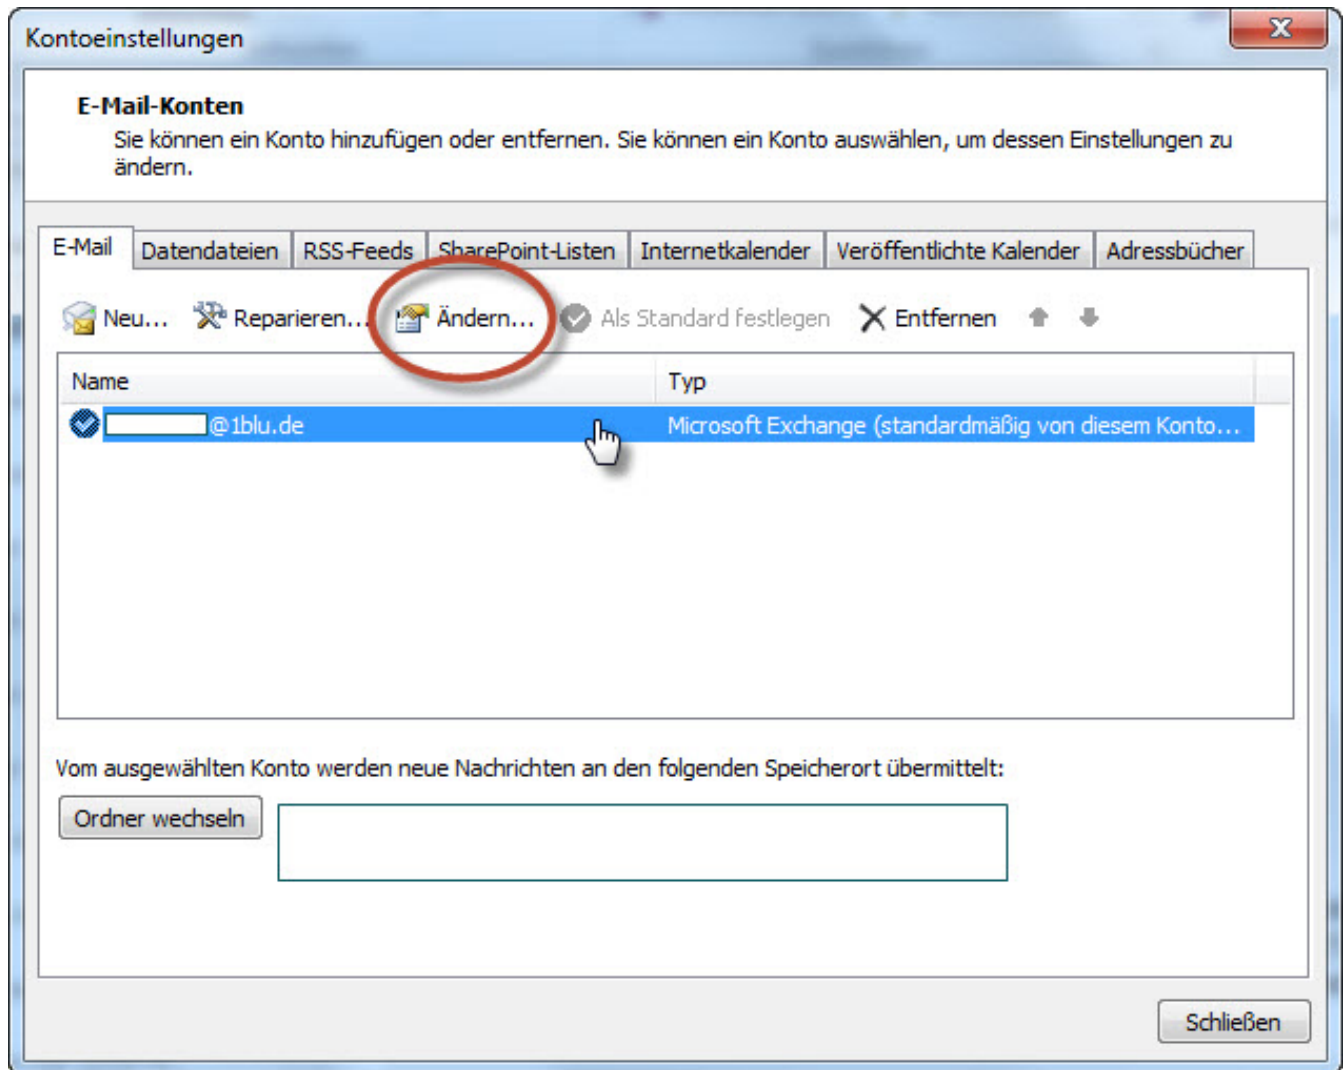 Kontoeinstellungen
E-Mail-Konten
Sie können ein Konto hinzufügen oder entfernen. Sie können ein Konto auswählen, um dessen Einstellungen zu
ändern.
E-Mail Datendateien RSS-Feeds SharePoint-Listen Internetkalender Veröffentlichte Kalender Adressbücher
Neu... Reparieren... Ändern... Als Standard festlegen Entfernen
Name Typ
@1blu.de Microsoft Exchange (standardmäßig von diesem Konto...
Vom ausgewählten Konto werden neue Nachrichten an den folgenden Speicherort übermittelt:
Ordner wechseln
Schließen